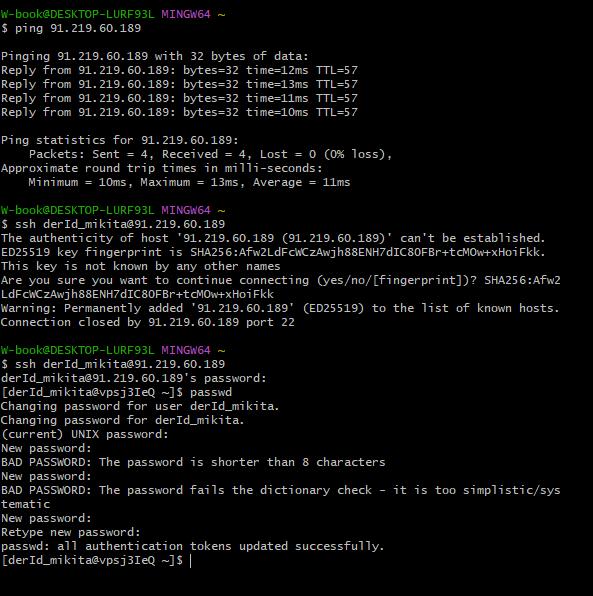 W-book@DESKTOP-LURF93L MINGW64 ~
$ ping 91.219.60.189
Pinging 91.219.60.189 with 32 bytes of data:
Reply from 91.219.60.189: bytes=32 time=12ms TTL=57
Reply from 91.219.60.189: bytes=32 time=13ms TTL=57
Reply from 91.219.60.189: bytes=32 time=11ms TTL=57
Reply from 91.219.60.189: bytes=32 time=10ms TTL=57
Ping statistics for 91.219.60.189:
    Packets: Sent = 4, Received = 4, Lost = 0 (0% loss),
Approximate round trip times in milli-seconds:
    Minimum = 10ms, Maximum = 13ms, Average = 11ms
W-book@DESKTOP-LURF93L MINGW64 ~
$ ssh derId_mikita@91.219.60.189
The authenticity of host '91.219.60.189 (91.219.60.189)' can't be established.
ED25519 key fingerprint is SHA256:Afw2LdFcWCzAwjh88ENH7dIC8OFBr+tcMOw+xHoiFkk.
This key is not known by any other names
Are you sure you want to continue connecting (yes/no/[fingerprint])? SHA256:Afw2
LdFcWCzAwjh88ENH7dIC8OFBr+tcMOw+xHoiFkk
Warning: Permanently added '91.219.60.189' (ED25519) to the list of known hosts.
Connection closed by 91.219.60.189 port 22
W-book@DESKTOP-LURF93L MINGW64 ~
$ ssh derId_mikita@91.219.60.189
derId_mikita@91.219.60.189's password:
[derId_mikita@vpsj3IeQ ~]$ passwd
Changing password for user derId_mikita.
Changing password for derId_mikita.
(current) UNIX password:
New password:
BAD PASSWORD: The password is shorter than 8 characters
New password:
BAD PASSWORD: The password fails the dictionary check - it is too simplistic/sys
tematic
New password:
Retype new password:
passwd: all authentication tokens updated successfully.
[derId_mikita@vpsj3IeQ ~]$